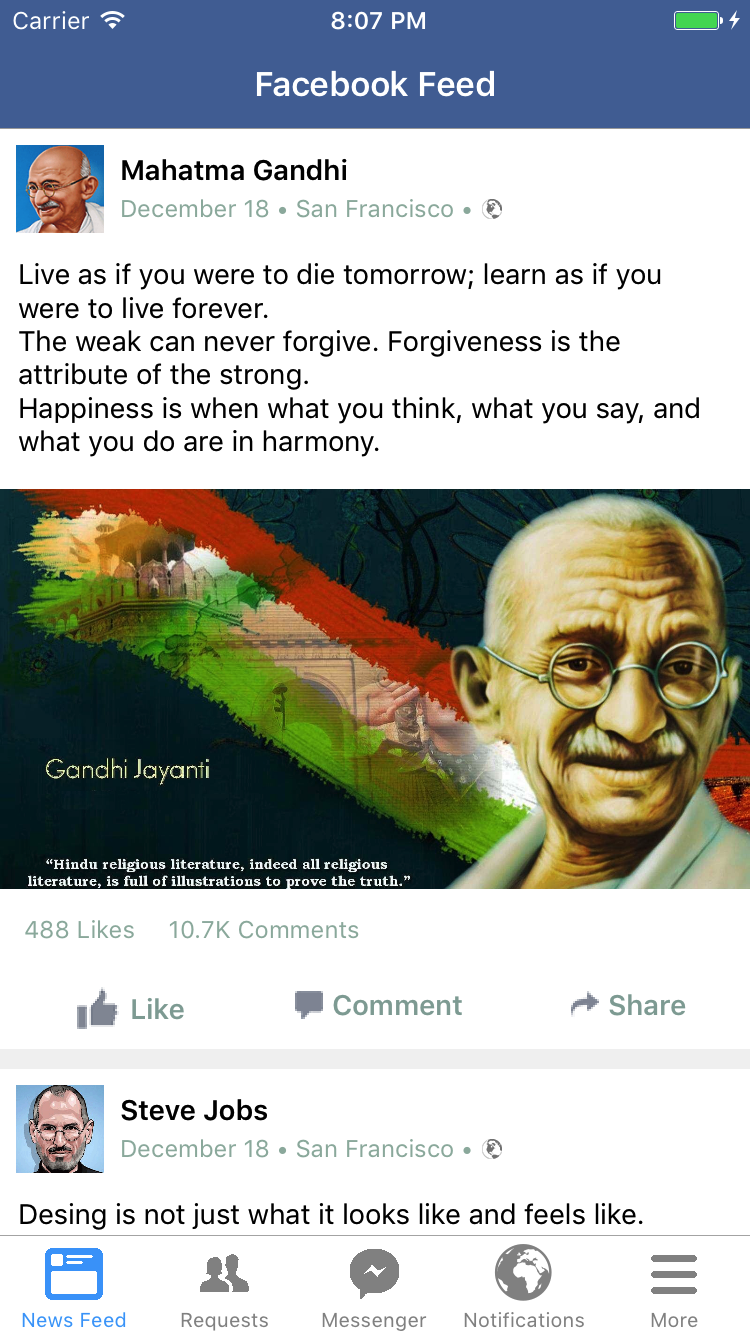 Carrier 8:07 PM
Facebook Feed
Mahatma Gandhi
December 18 • San Francisco •
Live as if you were to die tomorrow; learn as if you
were to live forever.
The weak can never forgive. Forgiveness is the
attribute of the strong.
Happiness is when what you think, what you say, and
what you do are in harmony.
Gandhi Jayanti
“Hindu religious literature, indeed all religious
literature, is full of illustrations to prove the truth.”
488 Likes 10.7K Comments
Like Comment Share
Steve Jobs
December 18 • San Francisco •
Desing is not just what it looks like and feels like.
News Feed Requests Messenger Notifications More